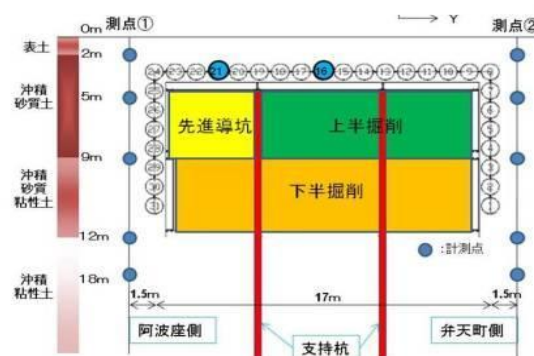 測点① 0m Y 測点②
表土 2m
24 23 22 21 20 19 18 17 16 15 14 13 12 11 10 9 8
沖積
砂質土
5m
25 7
26 6
27 5
28 4
先進導坑 上半掘削
9m
沖積
砂質
粘性土
29 3
30 2
31 1
下半掘削
12m
●:計測点
沖積
粘性土
18m
1.5m 17m 1.5m
阿波座側 支持杭 弁天町側